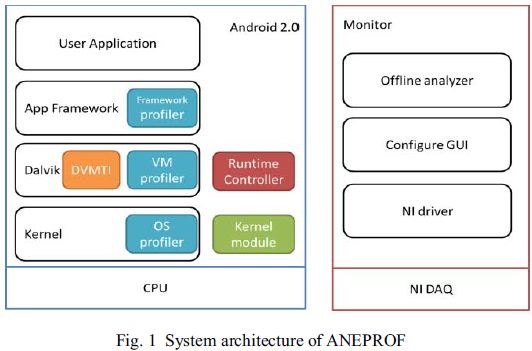 Android 2.0
User Application
App Framework
Framework
profiler
Dalvik
DVMTI
VM
profiler
Runtime
Controller
Kernel
OS
profiler
Kernel
module
CPU
Monitor
Offline analyzer
Configure GUI
NI driver
NI DAQ
Fig. 1 System architecture of ANEPROF